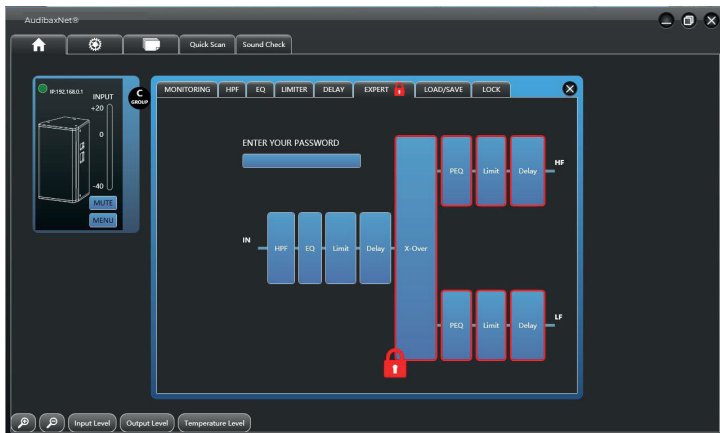 AudibaxNet®
Quick Scan
Sound Check
IP:192.168.0.1
INPUT
+20
0
-40
MUTE
MENU
C
GROUP
MONITORING
HPF
EQ
LIMITER
DELAY
EXPERT
LOAD/SAVE
LOCK
ENTER YOUR PASSWORD
IN
HPF
EQ
Limit
Delay
X-Over
PEQ
Limit
Delay
HF
PEQ
Limit
Delay
LF
Input Level
Output Level
Temperature Level